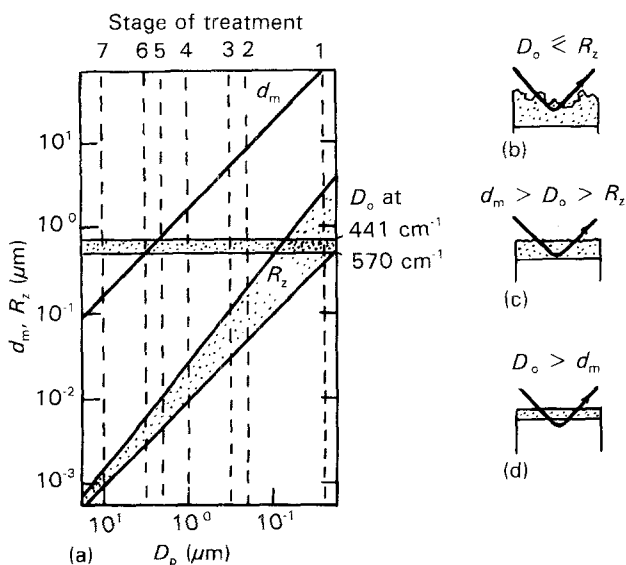 Stage of treatment
7 6 5 4 3 2 1
d_m
10^1
10^0
10^-1
10^-2
10^-3
d_m, R_z (μm)
D_o at
441 cm^-1
570 cm^-1
R_z
10^1 10^0 10^-1
(a) D_p (μm)
D_o ⩽ R_z
(b)
d_m > D_o > R_z
(c)
D_o > d_m
(d)